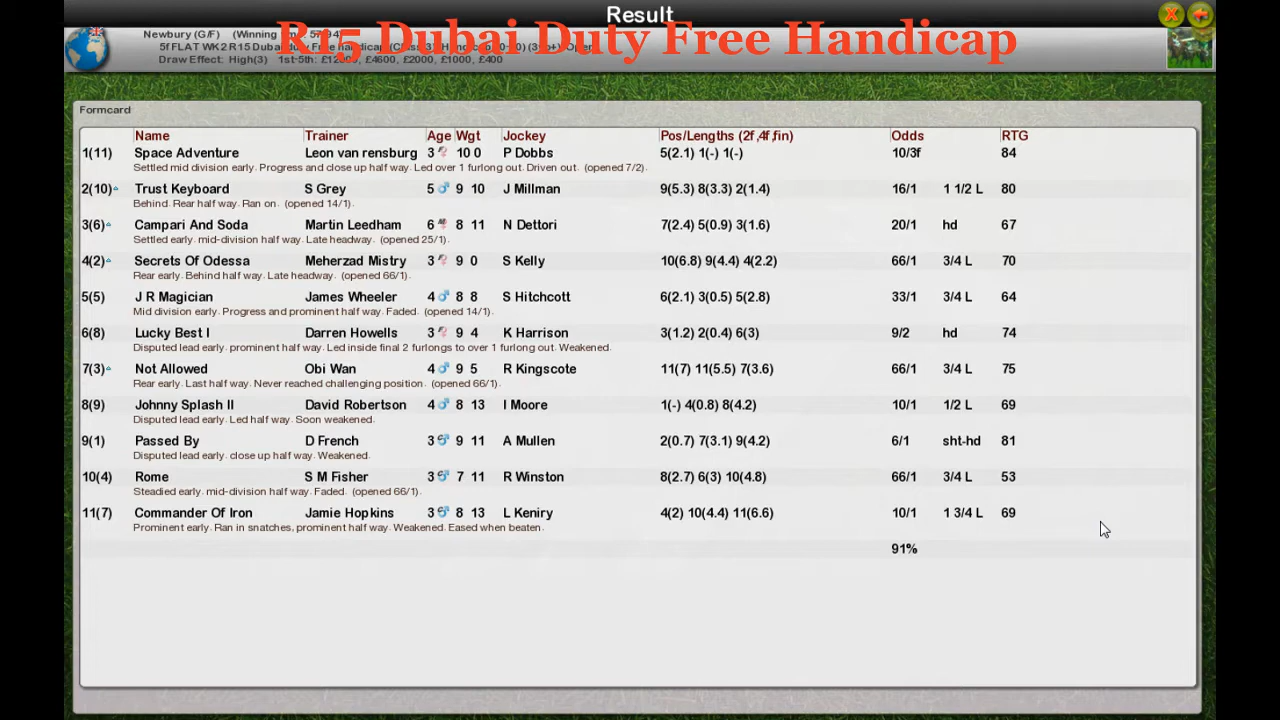 Result
R15 Dubai Duty Free Handicap
Newbury (G/F) (Winning
5f FLAT WK2 R15 Dubai duty Free handicap (Class 3) Handicap
Draw Effect: High(3) 1st-5th: £4600, £2000, £1000, £400
Formcard
Name Trainer Age Wgt Jockey Pos/Lengths (2f,4f,fin) Odds RTG
1(11) Space Adventure Leon van rensburg 3 10 0 P Dobbs 5(2.1) 1(-) 1(-) 10/3f 84
Settled mid division early. Progress and close up half way. Led over 1 furlong out. Driven out. (opened 7/2).
2(10) Trust Keyboard S Grey 5 9 10 J Millman 9(5.3) 8(3.3) 2(1.4) 16/1 1 1/2 L 80
Behind. Rear half way. Ran on. (opened 14/1).
3(6) Campari And Soda Martin Leedham 6 8 11 N Dettori 7(2.4) 5(0.9) 3(1.6) 20/1 hd 67
Settled early. mid-division half way. Late headway. (opened 25/1).
4(2) Secrets Of Odessa Meherzad Mistry 3 9 0 S Kelly 10(6.8) 9(4.4) 4(2.2) 66/1 3/4 L 70
Rear early. Behind half way. Late headway. (opened 66/1).
5(5) J R Magician James Wheeler 4 8 8 S Hitchcott 6(2.1) 3(0.5) 5(2.8) 33/1 3/4 L 64
Mid division early. Progress and prominent half way. Faded. (opened 14/1).
6(8) Lucky Best I Darren Howells 3 9 4 K Harrison 3(1.2) 2(0.4) 6(3) 9/2 hd 74
Disputed lead early. prominent half way. Led inside final 2 furlongs to over 1 furlong out. Weakened.
7(3) Not Allowed Obi Wan 4 9 5 R Kingscote 11(7) 11(5.5) 7(3.6) 66/1 3/4 L 75
Rear early. Last half way. Never reached challenging position. (opened 66/1).
8(9) Johnny Splash II David Robertson 4 8 13 I Moore 1(-) 4(0.8) 8(4.2) 10/1 1/2 L 69
Disputed lead early. Led half way. Soon weakened.
9(1) Passed By D French 3 9 11 A Mullen 2(0.7) 7(3.1) 9(4.2) 6/1 sht-hd 81
Disputed lead early. close up half way. Weakened.
10(4) Rome S M Fisher 3 7 11 R Winston 8(2.7) 6(3) 10(4.8) 66/1 3/4 L 53
Steadied early. mid-division half way. Faded. (opened 66/1).
11(7) Commander Of Iron Jamie Hopkins 3 8 13 L Keniry 4(2) 10(4.4) 11(6.6) 10/1 1 3/4 L 69
Prominent early. Ran in snatches, prominent half way. Weakened. Eased when beaten.
91%